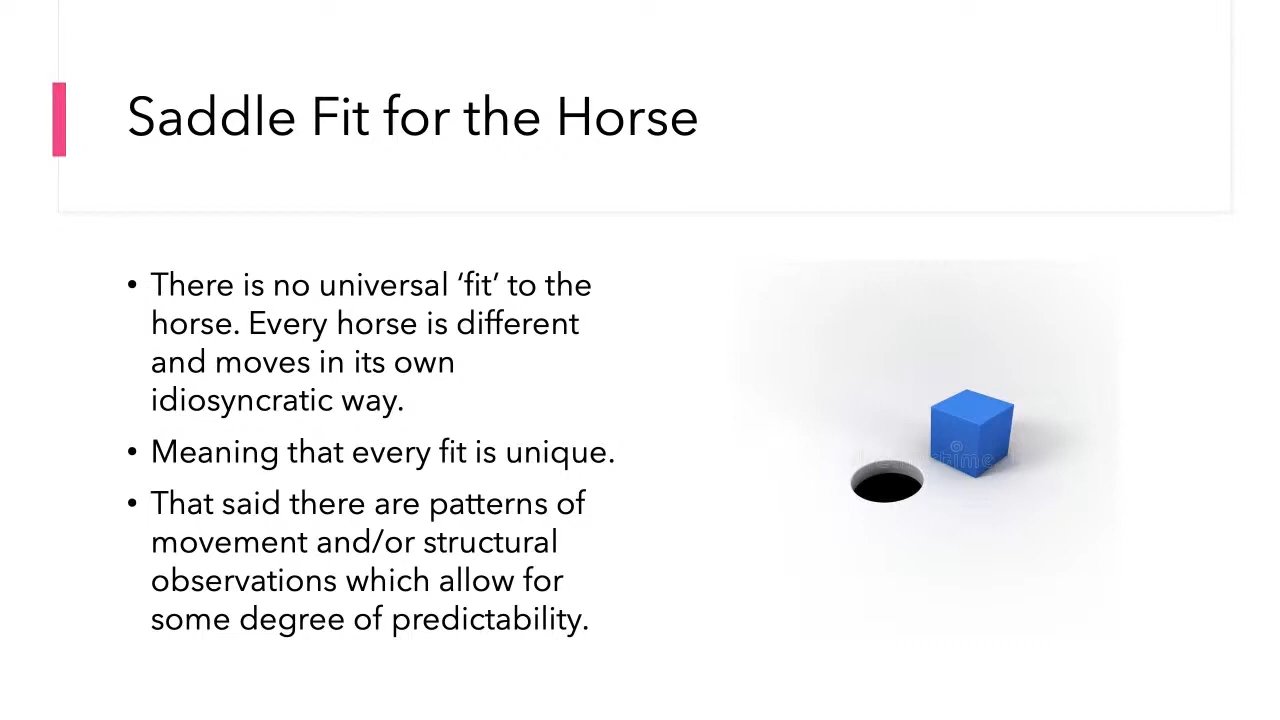 Saddle Fit for the Horse
• There is no universal ‘fit’ to the
horse. Every horse is different
and moves in its own
idiosyncratic way.
• Meaning that every fit is unique.
• That said there are patterns of
movement and/or structural
observations which allow for
some degree of predictability.